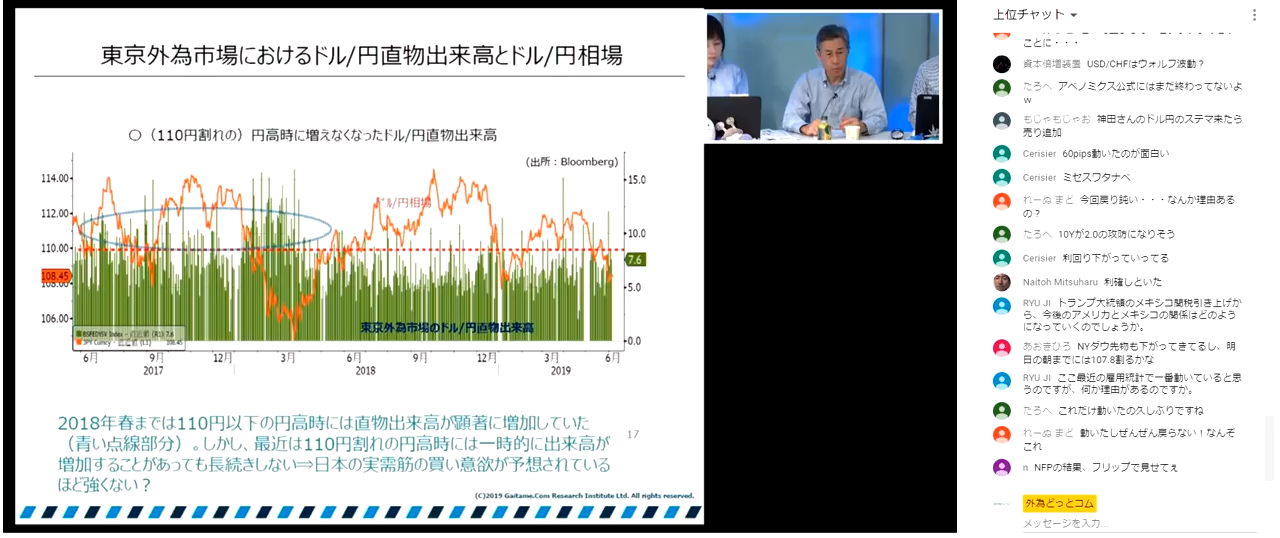 東京外為市場におけるドル/円直物出来高とドル/円相場
○（110円割れの）円高時に増えなくなったドル/円直物出来高
（出所：Bloomberg）
114.00
112.00
110.00
108.45
108.00
106.00
15.0
10.0
7.6
5.0
0.0
ﾄﾞﾙ/円相場
東京外為市場のドル/円直物出来高
6月 9月 12月 3月 6月 9月 12月 3月 6月
2017 2018 2019
2018年春までは110円以下の円高時には直物出来高が顕著に増加していた
（青い点線部分）。しかし、最近は110円割れの円高時には一時的に出来高が
増加することがあっても長続きしない⇒日本の実需筋の買い意欲が予想されている
ほど強くない？
17
(C)2019 Gaitame.Com Research Institute Ltd. All rights reserved.
上位チャット
ことに・・・
資本倍増装置 USD/CHFはウォルフ波動？
たろへ アベノミクス公式にはまだ終わってないよ
w
もじゃもじゃお 神田さんのドル円のステマ来たら
売り追加
Cerisier 60pips動いたのが面白い
Cerisier ミセスワタナベ
れーぬ まど 今回戻り鈍い・・・なんか理由ある
の？
たろへ 10Yが2.0の攻防になりそう
Cerisier 利回り下がっていってる
Naitoh Mitsuharu 利確しといた
RYU JI トランプ大統領のメキシコ関税引き上げか
ら、今後のアメリカとメキシコの関係はどのよう
になっていくのでしょうか。
あおきひろ NYダウ先物も下がってきてるし、明
日の朝までには107.8割るかな
RYU JI ここ最近の雇用統計で一番動いていると思
うのですが、何か理由があるのですか。
たろへ これだけ動いたの久しぶりですね
れーぬ まど 動いたしぜんぜん戻らない！なんぞ
これ
n NFPの結果、フリップで見せてぇ
外為どっとコム
メッセージを入力...